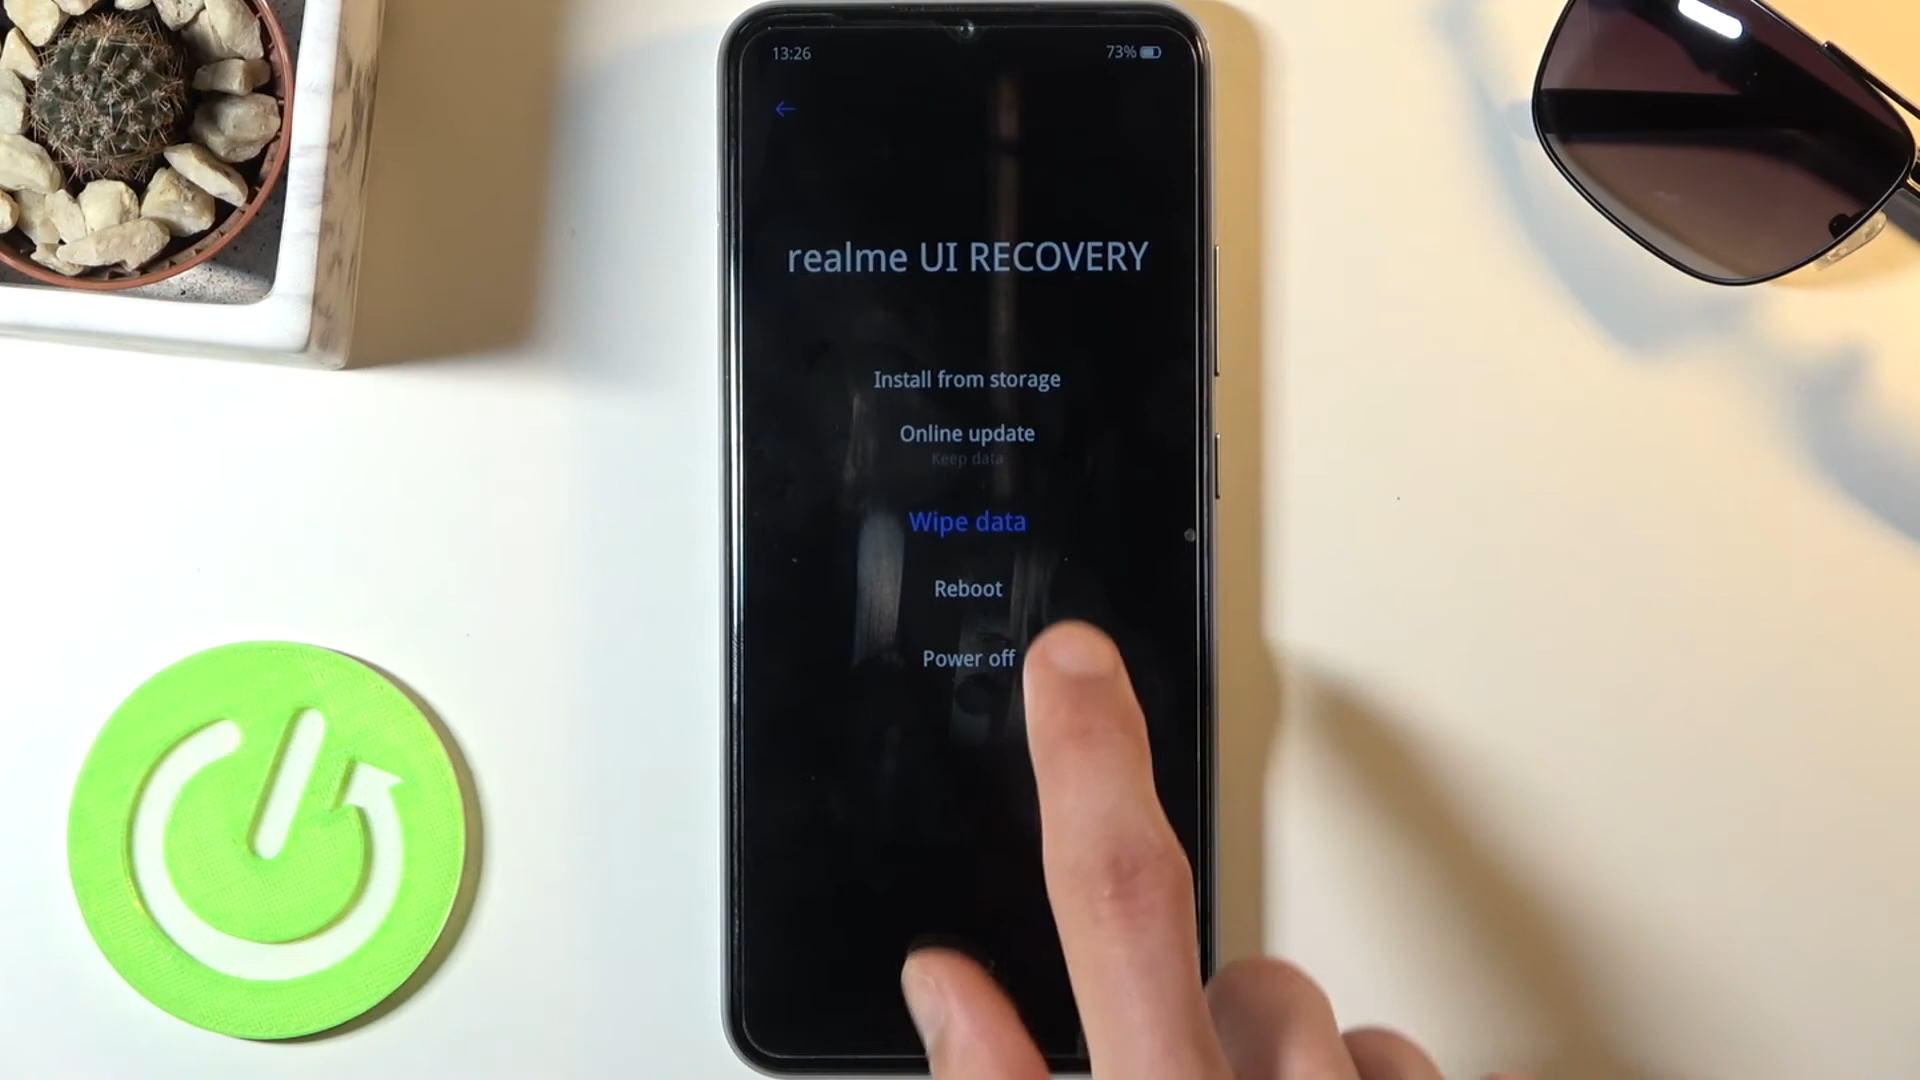 13:26
73%
realme UI RECOVERY
Install from storage
Online update
Keep data
Wipe data
Reboot
Power off